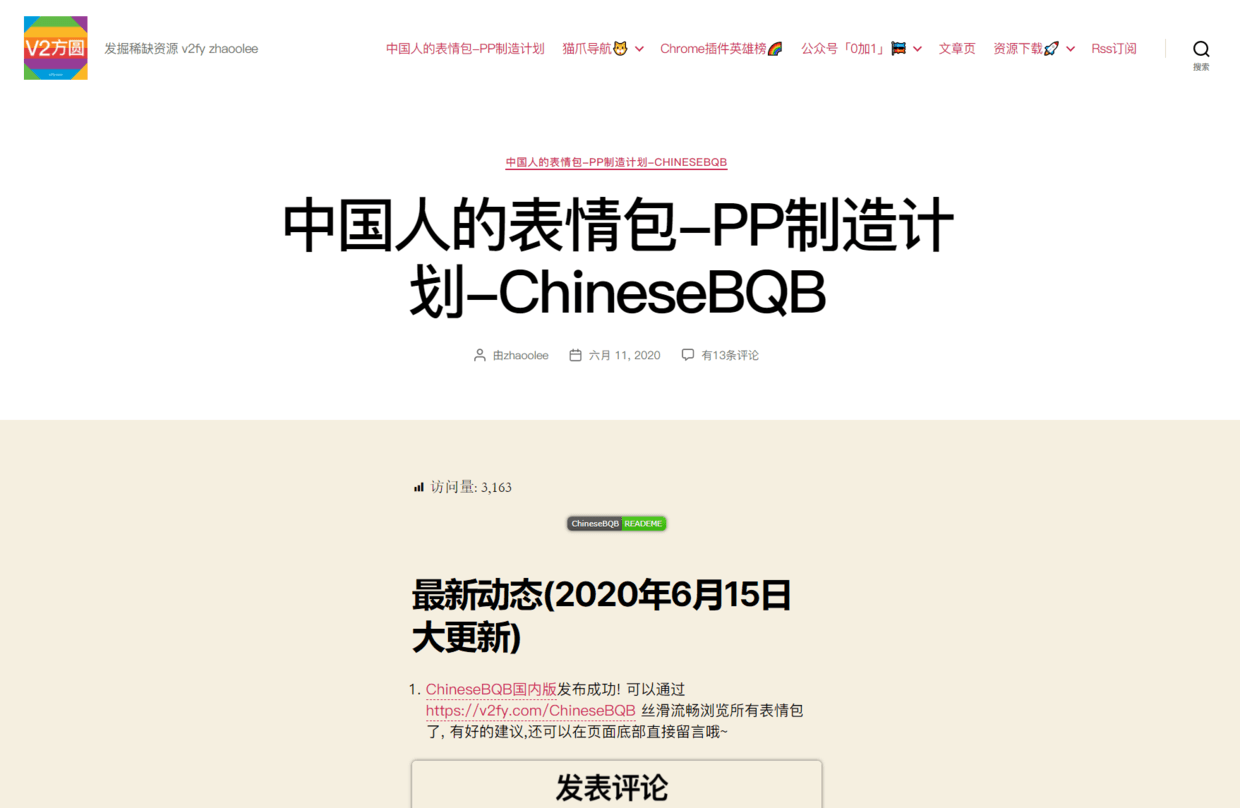 V2方圆
发掘稀缺资源 v2fy zhaoolee
中国人的表情包–PP制造计划
猫爪导航🐱
Chrome插件英雄榜🌈
公众号「0加1」
文章页
资源下载🚀
Rss订阅
搜索
中国人的表情包–PP制造计划–CHINESEBQB
中国人的表情包–PP制造计
划–ChineseBQB
由zhaoolee
六月 11, 2020
有13条评论
访问量: 3,163
ChineseBQB READEME
最新动态(2020年6月15日
大更新)
1. ChineseBQB国内版发布成功! 可以通过
https://v2fy.com/ChineseBQB 丝滑流畅浏览所有表情包
了, 有好的建议,还可以在页面底部直接留言哦~
发表评论